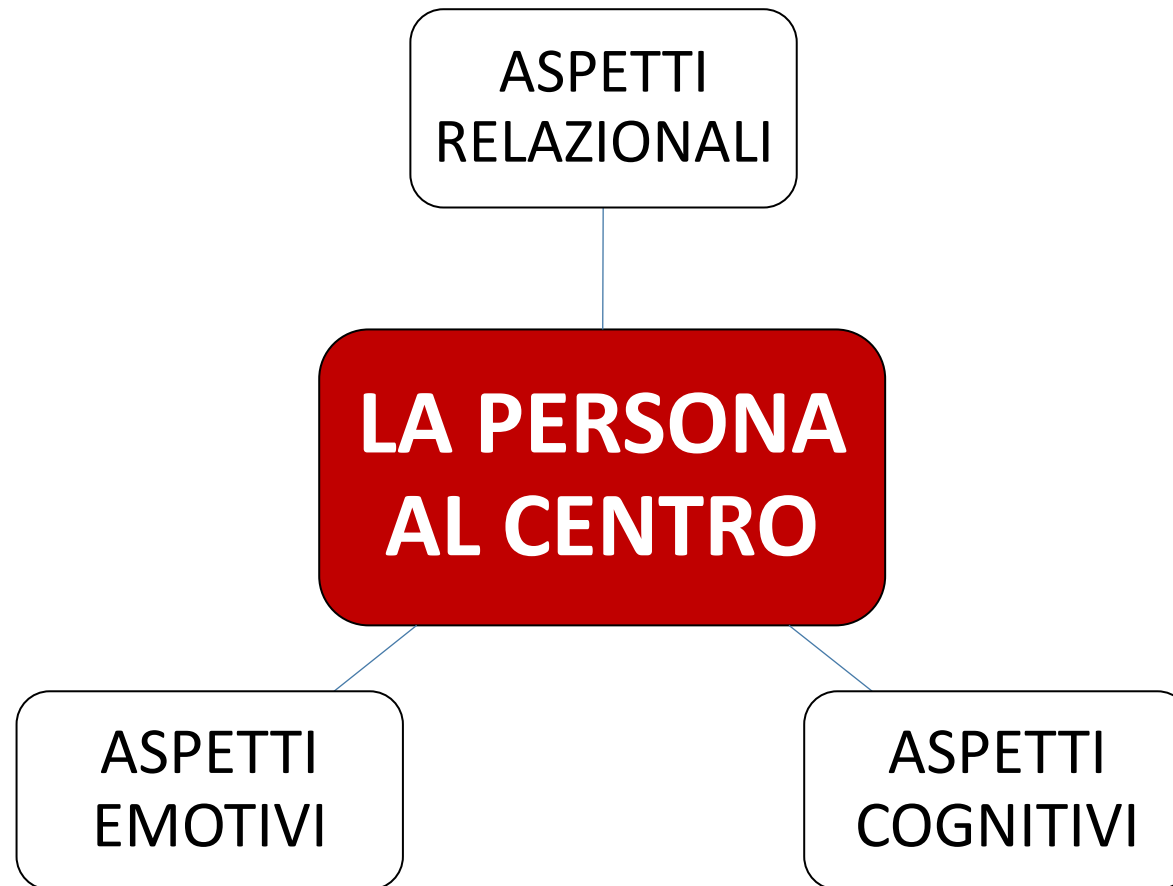 ASPETTI
RELAZIONALI
LA PERSONA
AL CENTRO
ASPETTI
EMOTIVI
ASPETTI
COGNITIVI